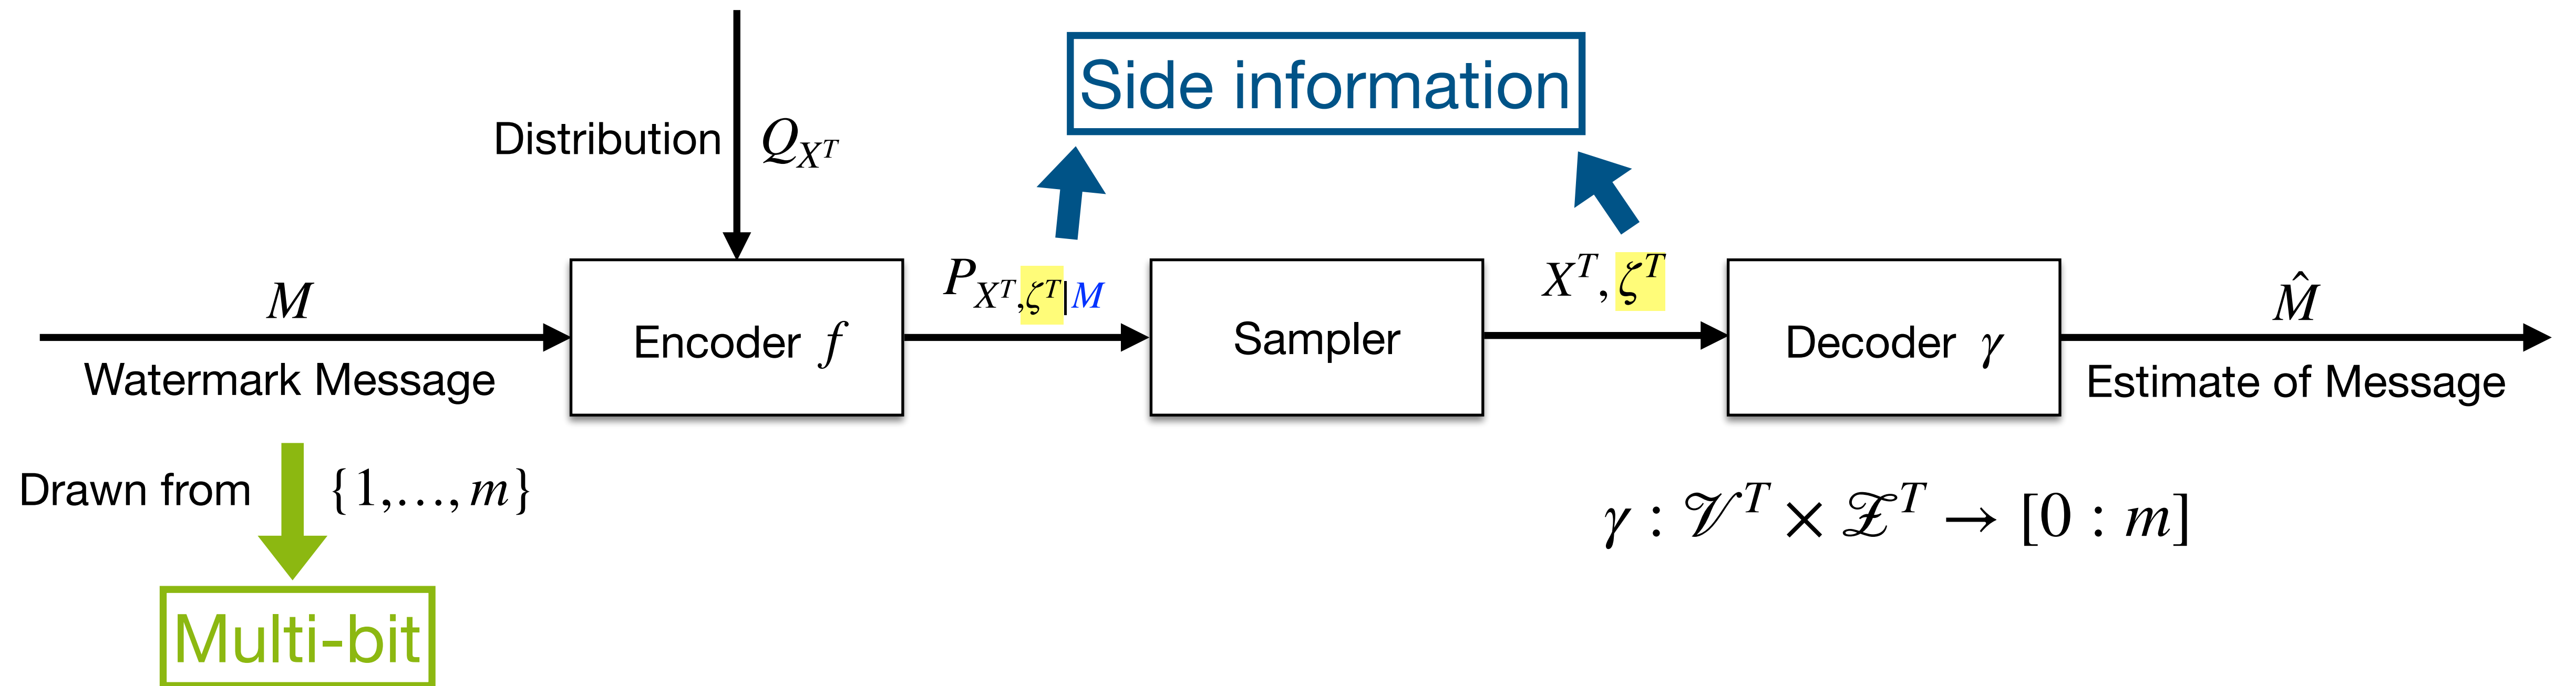 Side information
Distribution Q_{X^T}
M
P_{X^T,ζ^T|M}
X^T, ζ^T
M̂
Encoder f
Sampler
Decoder γ
Watermark Message
Estimate of Message
Drawn from {1,…, m}
γ : 𝒱^T × 𝒵^T → [0 : m]
Multi-bit